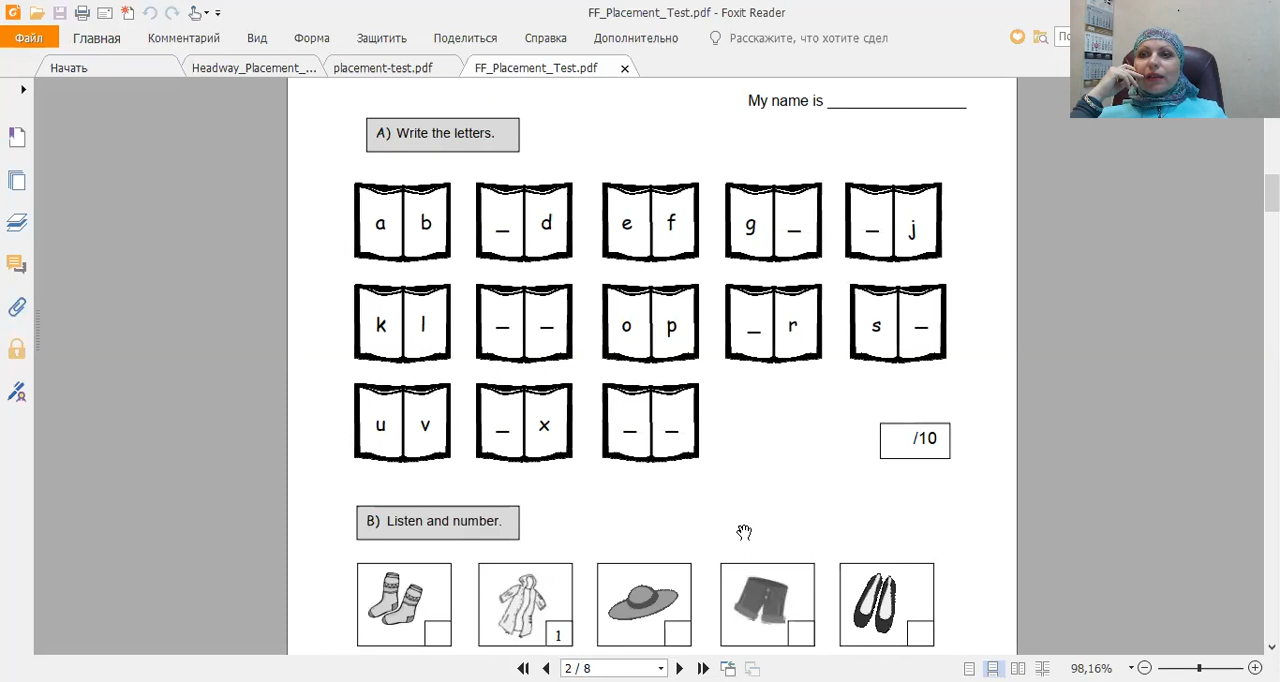 FF_Placement_Test.pdf - Foxit Reader
Файл Главная Комментарий Вид Форма Защитить Поделиться Справка Дополнительно Расскажите, что хотите сдел
Начать Headway_Placement_... placement-test.pdf FF_Placement_Test.pdf
My name is _______________
A) Write the letters.
a b _ d e f g _ _ j
k l _ _ o p _ r s _
u v _ x _ _
/10
B) Listen and number.
1
2 / 8 98,16%